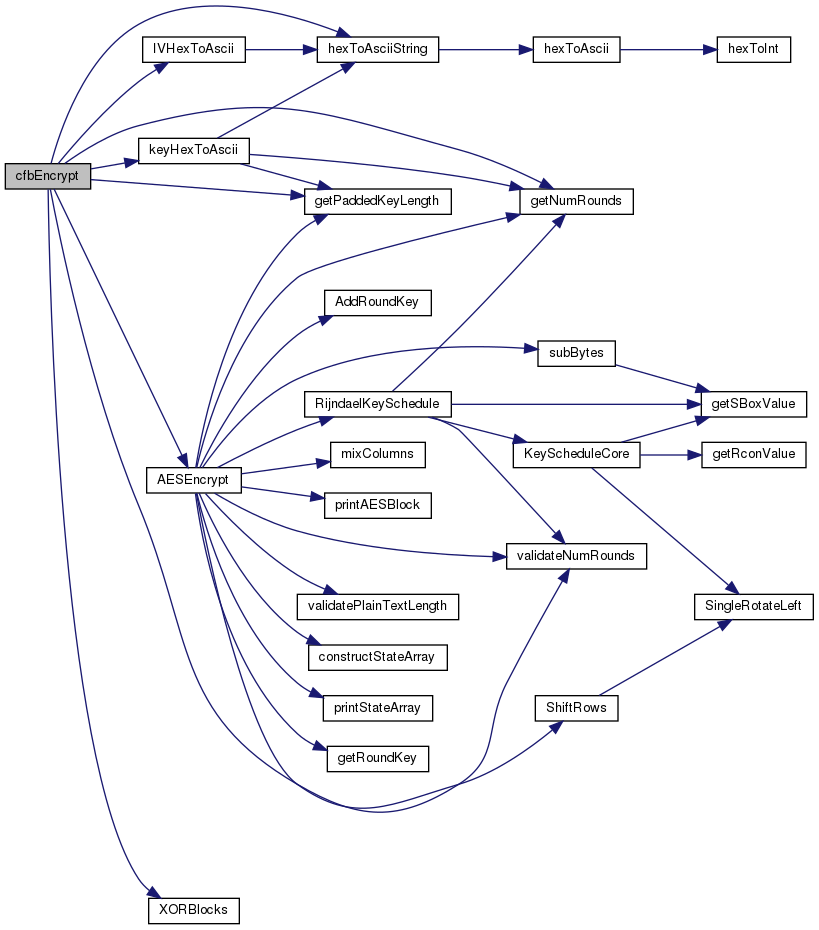 IVHexToAscii
hexToAsciiString
hexToAscii
hexToInt
keyHexToAscii
cfbEncrypt
getPaddedKeyLength
getNumRounds
AddRoundKey
subBytes
RijndaelKeySchedule
getSBoxValue
mixColumns
KeyScheduleCore
getRconValue
AESEncrypt
printAESBlock
validateNumRounds
validatePlainTextLength
SingleRotateLeft
constructStateArray
printStateArray
ShiftRows
getRoundKey
XORBlocks